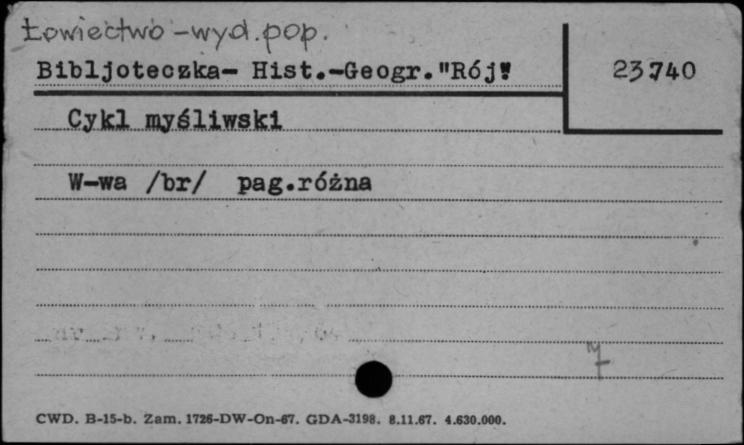 Łowiectwo-wyd.pop.
Bibljoteczka- Hist.-Geogr."Rój"
23740
Cykl myśliwski
W-wa /br/ pag.różna
CWD. B-15-b. Zam. 1726-DW-On-67. GDA-3198. 8.11.67. 4.630.000.